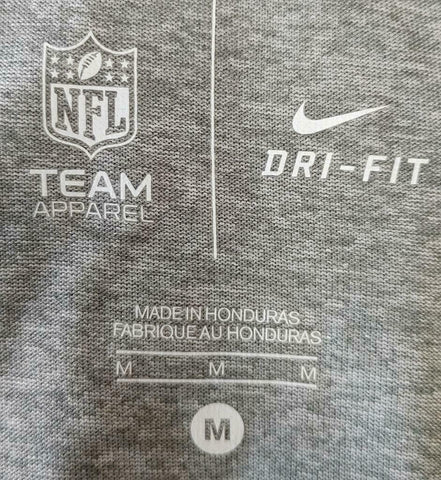 NFL
TEAM
APPAREL
DRI-FIT
MADE IN HONDURAS
FABRIQUE AU HONDURAS
M M M
M